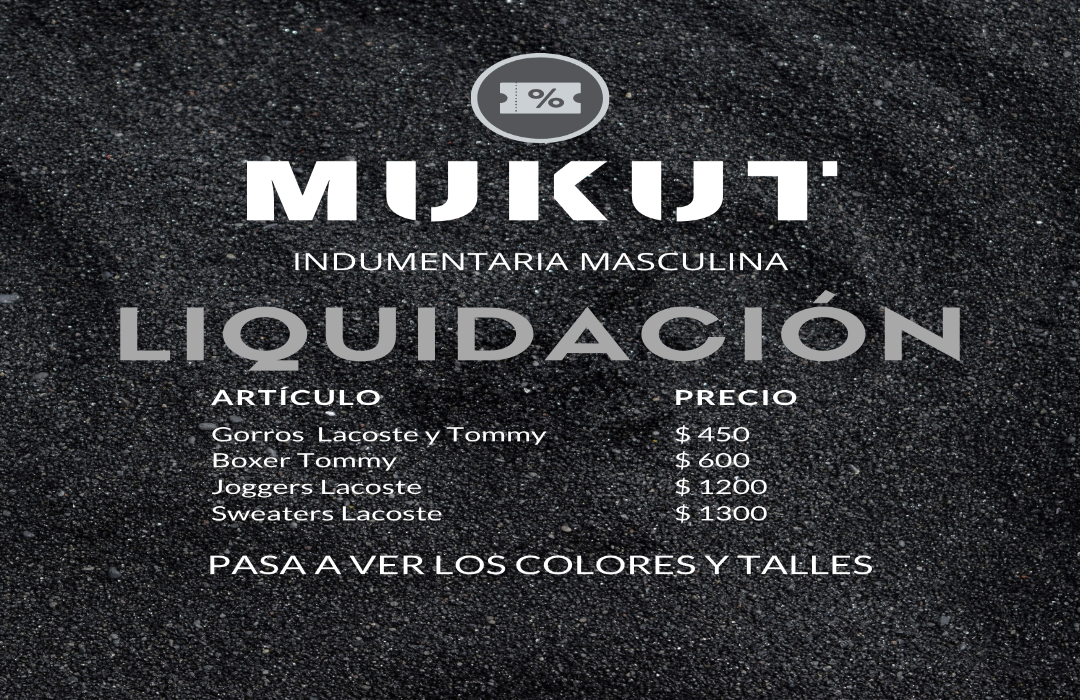 %
MUKUT
INDUMENTARIA MASCULINA
LIQUIDACIÓN
ARTÍCULO PRECIO
Gorros Lacoste y Tommy $ 450
Boxer Tommy $ 600
Joggers Lacoste $ 1200
Sweaters Lacoste $ 1300
PASA A VER LOS COLORES Y TALLES